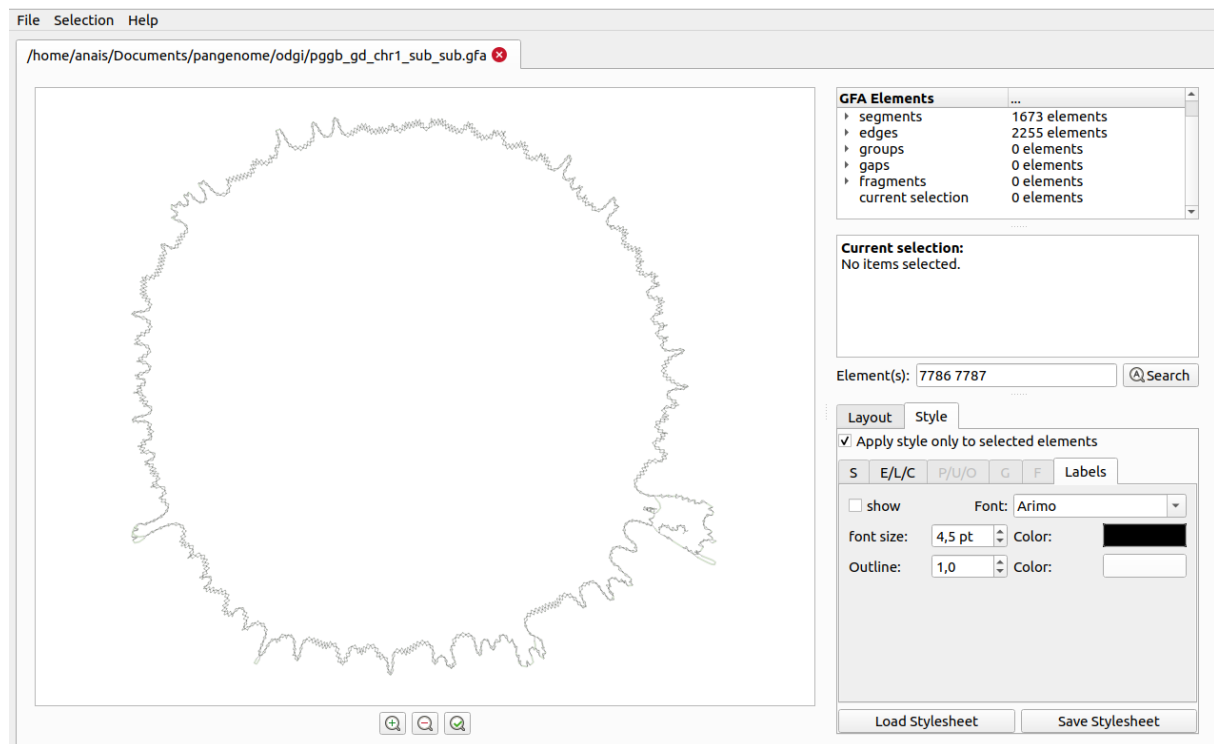 File Selection Help
/home/anais/Documents/pangenome/odgi/pggb_gd_chr1_sub_sub.gfa
GFA Elements ...
segments 1673 elements
edges 2255 elements
groups 0 elements
gaps 0 elements
fragments 0 elements
current selection 0 elements
Current selection:
No items selected.
Element(s): 7786 7787 Search
Layout Style
Apply style only to selected elements
S E/L/C P/U/O G F Labels
show Font: Arimo
font size: 4,5 pt Color:
Outline: 1,0 Color:
Load Stylesheet Save Stylesheet